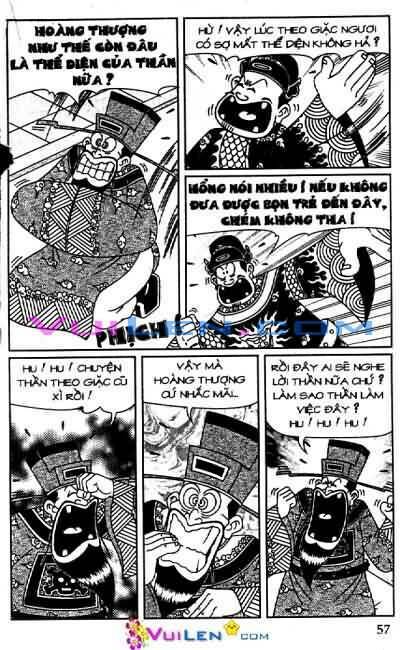 HOÀNG THƯỢNG
NHƯ THẾ CÒN ĐÂU
LÀ THỂ DIỆN CỦA THẦN
NỮA ?
HỪ ! VẬY LÚC THEO GIẶC NGƯƠI
CÓ SỢ MẤT THỂ DIỆN KHÔNG HẢ ?
HỔNG NÓI NHIỀU ! NẾU KHÔNG
ĐƯA ĐƯỢC BỌN TRẺ ĐẾN ĐÂY,
CHÉM KHÔNG THA !
PHỊCH !
VUILEN.COM
HU ! HU ! CHUYỆN
THẦN THEO GIẶC CŨ
XÌ RỒI !
VẬY MÀ
HOÀNG THƯỢNG
CỨ NHẮC MÃI..
RỒI ĐÂY AI SẼ NGHE
LỜI THẦN NỮA CHỨ ?
LÀM SAO THẦN LÀM
VIỆC ĐÂY ?
HU ! HU ! HU !
57
VUILEN.COM